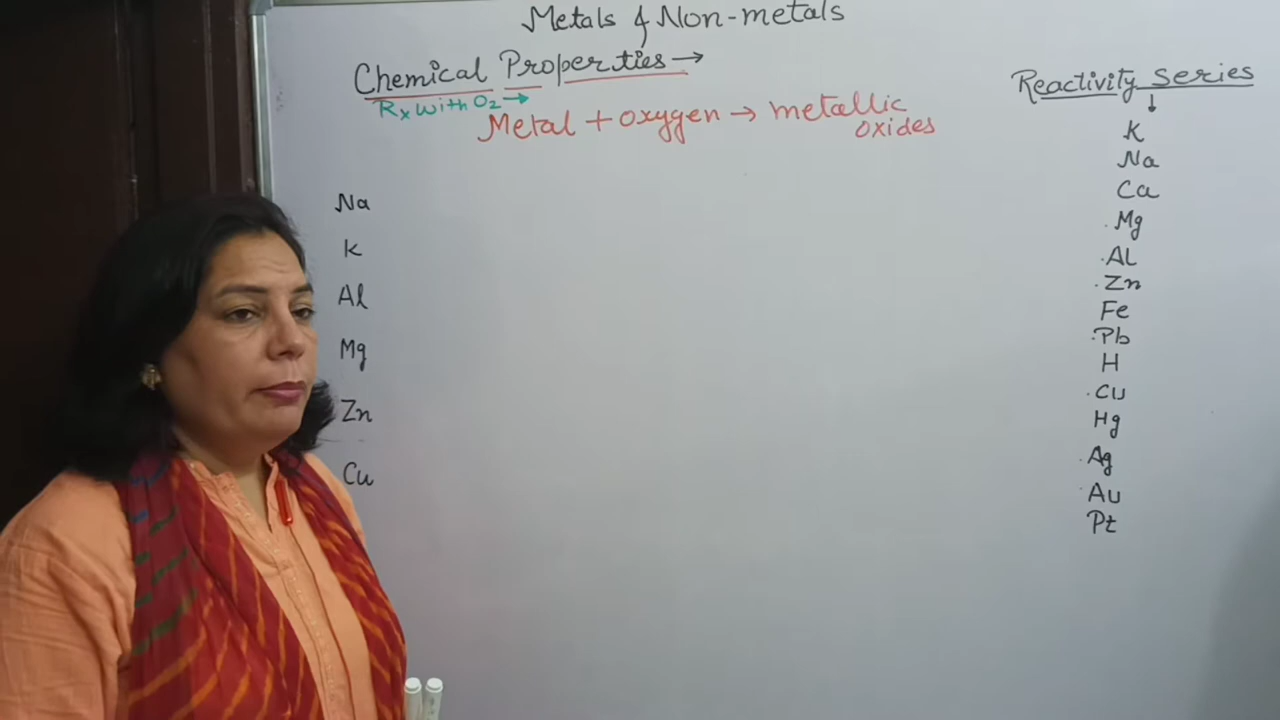 Metals & Non-metals
Chemical Properties →
Rx with O2 →
Metal + oxygen → metallic
oxides
Na
K
Al
Mg
Zn
Cu
Reactivity Series
↓
K
Na
Ca
Mg
Al
Zn
Fe
Pb
H
Cu
Hg
Ag
Au
Pt